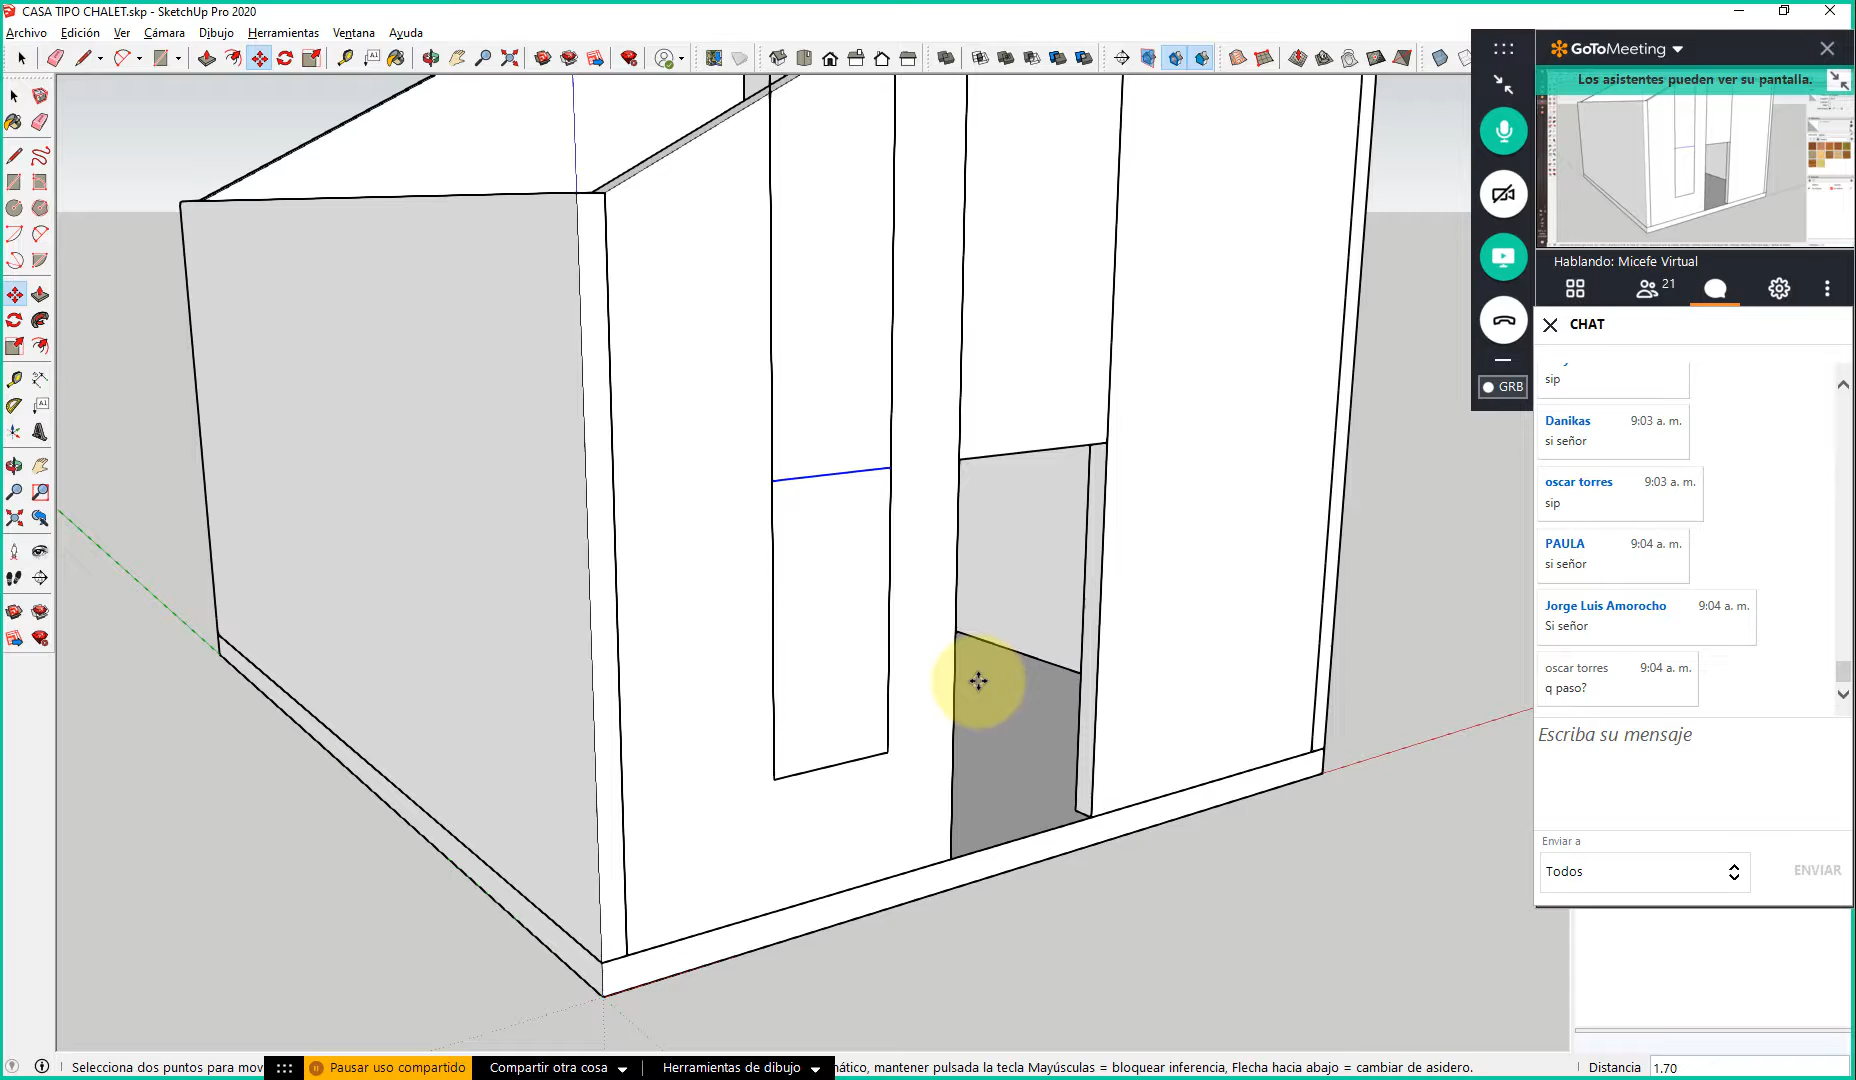 CASA TIPO CHALET.skp - SketchUp Pro 2020
Archivo Edición Ver Cámara Dibujo Herramientas Ventana Ayuda
GoToMeeting
Los asistentes pueden ver su pantalla.
Hablando: Micefe Virtual
21
CHAT
GRB
sip
Danikas 9:03 a. m.
si señor
oscar torres 9:03 a. m.
sip
PAULA 9:04 a. m.
si señor
Jorge Luis Amorocho 9:04 a. m.
Si señor
oscar torres 9:04 a. m.
q paso?
Escriba su mensaje
Enviar a
Todos
ENVIAR
Selecciona dos puntos para mov
Pausar uso compartido
Compartir otra cosa
Herramientas de dibujo
nático, mantener pulsada la tecla Mayúsculas = bloquear inferencia, Flecha hacia abajo = cambiar de asidero.
Distancia 1.70